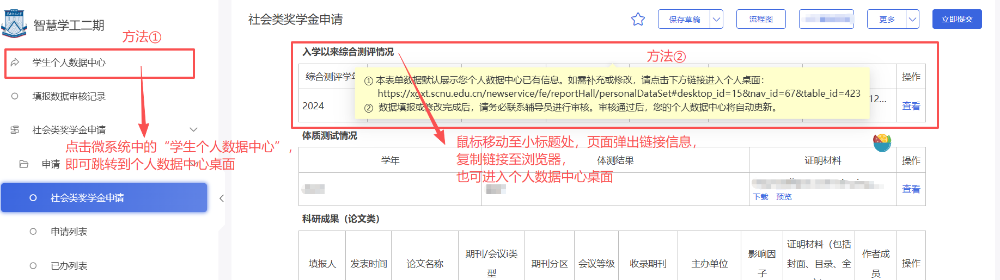 智慧学工二期
方法①
学生个人数据中心
填报数据审核记录
社会类奖学金申请
点击微系统中的“学生个人数据中心”，
即可跳转到个人数据中心桌面
申请
社会类奖学金申请
申请列表
已办列表
社会类奖学金申请
保存草稿
流程图
更多
立即提交
入学以来综合测评情况
方法②
综合测评学年
操作
① 本表单数据默认展示您个人数据中心已有信息。如需补充或修改，请点击下方链接进入个人桌面：
https://xgxt.scnu.edu.cn/newservice/fe/reportHall/personalDataSet#desktop_id=15&nav_id=67&table_id=423
② 数据填报或修改完成后，请务必联系辅导员进行审核。审核通过后，您的个人数据中心将自动更新。
2024
12...
查看
体质测试情况
鼠标移动至小标题处，页面弹出链接信息，
复制链接至浏览器，
也可进入个人数据中心桌面
学年
体测结果
证明材料
操作
下载 预览
查看
科研成果（论文类）
填报人
发表时间
论文名称
期刊/会议i类
型
期刊分区
会议等级
收录期刊
主办单位
影响因
子
证明材料（包括
封面、目录、全
作者成
员
操作